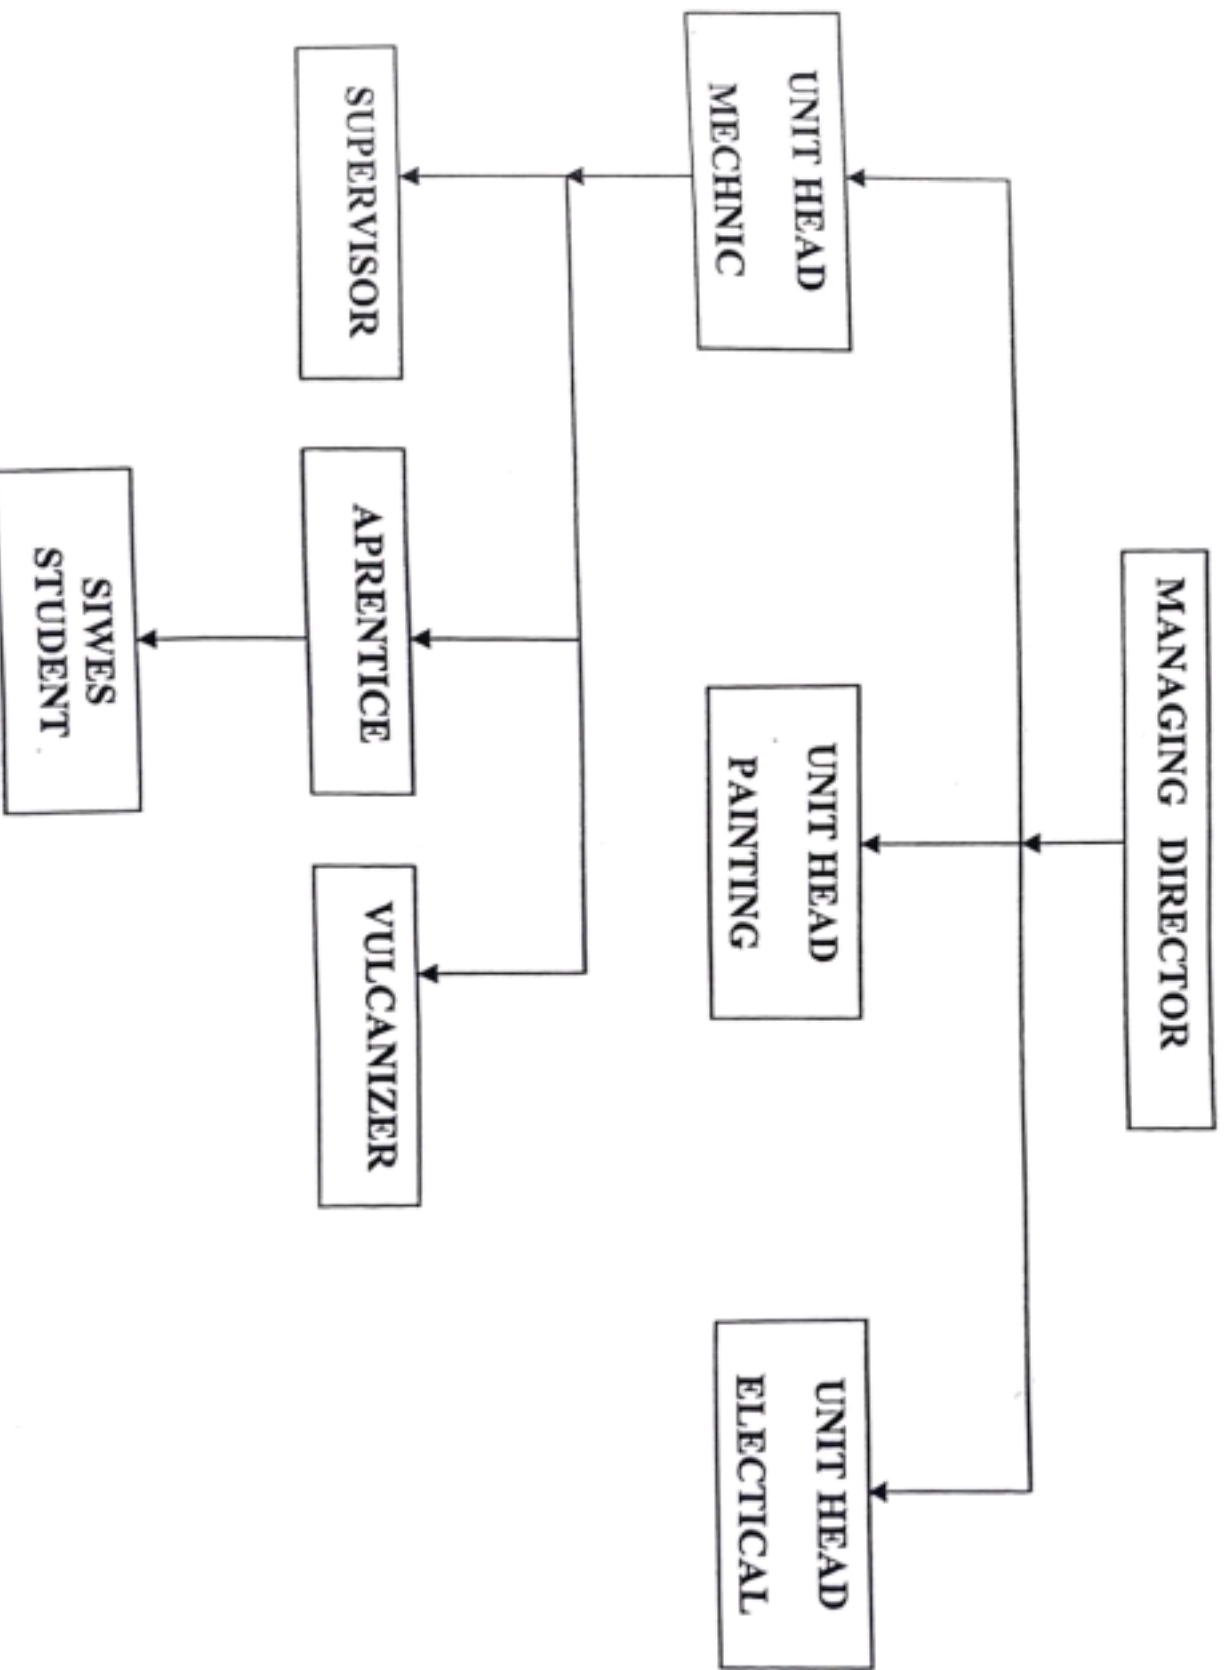 MANAGING DIRECTOR
UNIT HEAD
MECHNIC
UNIT HEAD
PAINTING
UNIT HEAD
ELECTICAL
SUPERVISOR
APRENTICE
VULCANIZER
SIWES
STUDENT